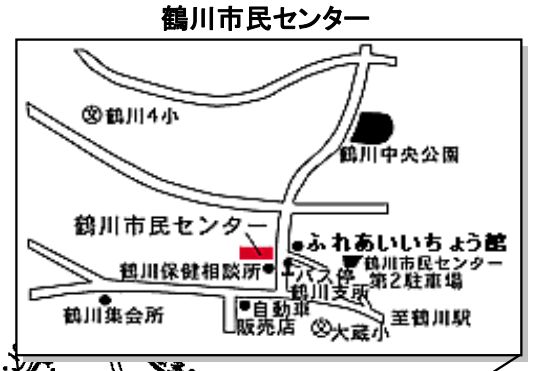 鶴川市民センター
㊛鶴川4小
鶴川中央公園
鶴川市民センター
ふれあいいちょう館
鶴川保健相談所
バス停
鶴川支所
鶴川市民センター
第2駐車場
鶴川集会所
自動車
販売店
大蔵小
至鶴川駅